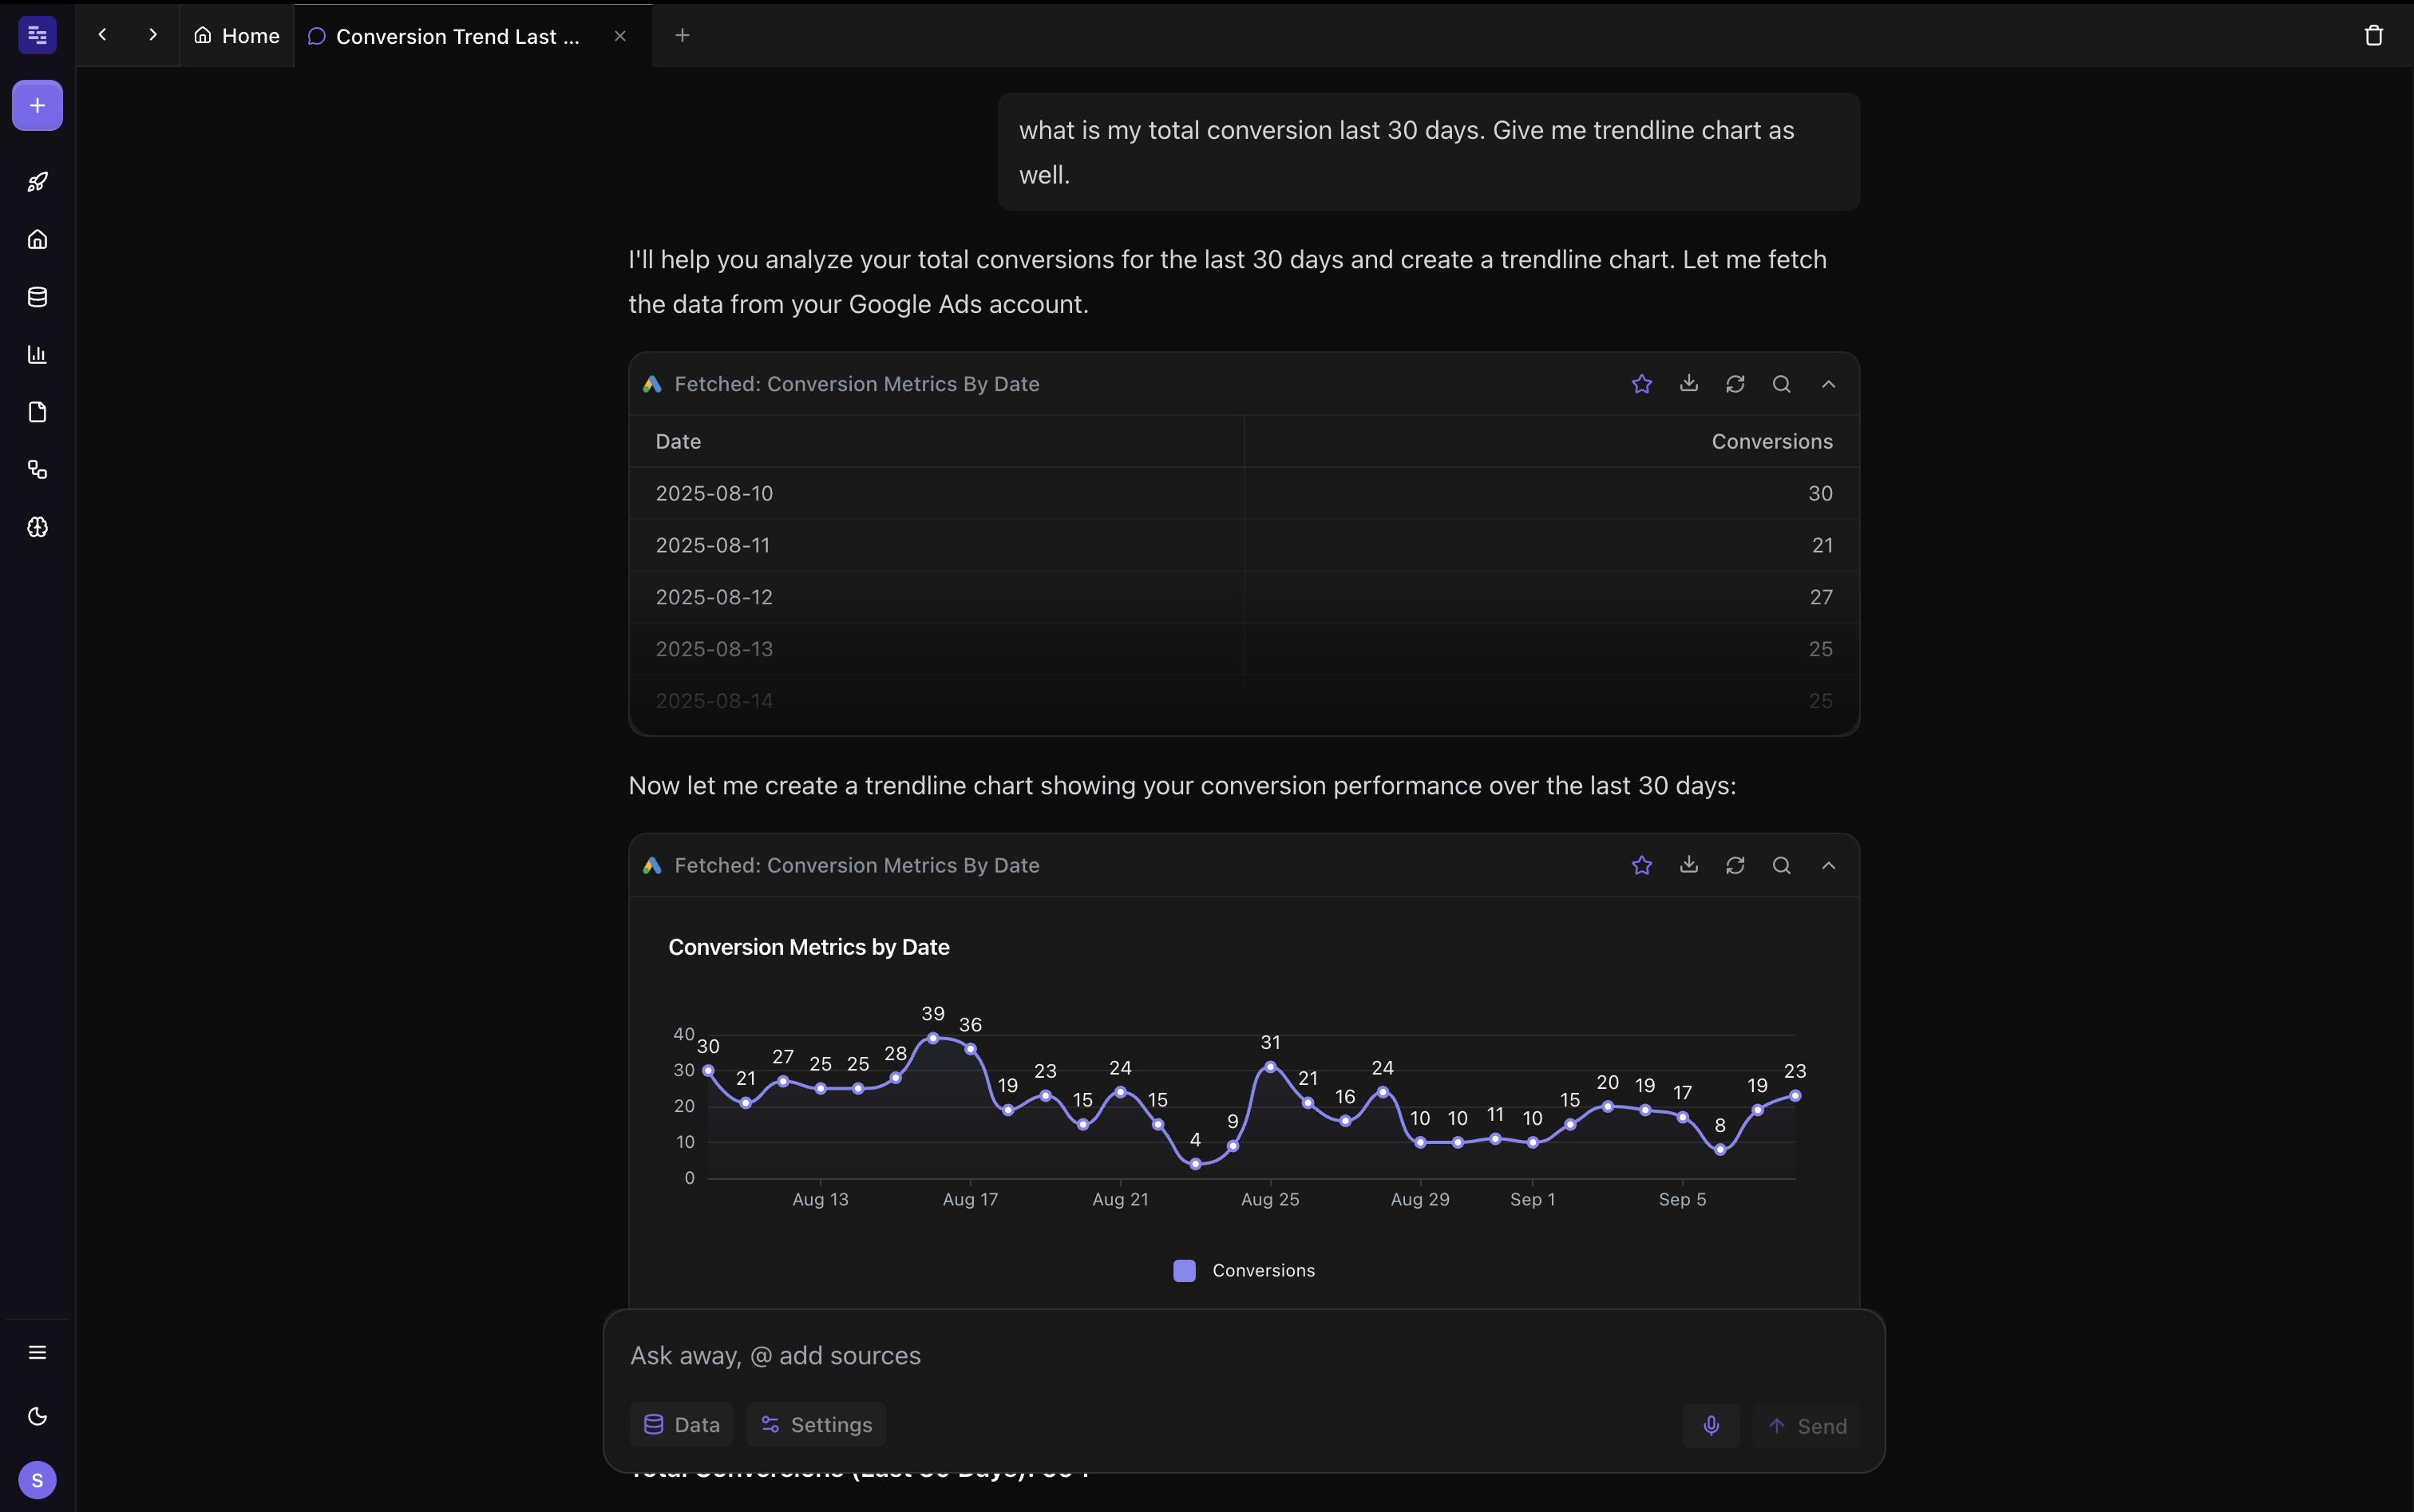 Home
Conversion Trend Last ...
what is my total conversion last 30 days. Give me trendline chart as
well.
I'll help you analyze your total conversions for the last 30 days and create a trendline chart. Let me fetch
the data from your Google Ads account.
Fetched: Conversion Metrics By Date
Date Conversions
2025-08-10 30
2025-08-11 21
2025-08-12 27
2025-08-13 25
2025-08-14 25
Now let me create a trendline chart showing your conversion performance over the last 30 days:
Fetched: Conversion Metrics By Date
Conversion Metrics by Date
40
30
20
10
0
30 21 27 25 25 28 39 36 19 23 15 24 15 4 9 31 21 16 24 10 10 11 10 15 20 19 17 8 19 23
Aug 13 Aug 17 Aug 21 Aug 25 Aug 29 Sep 1 Sep 5
Conversions
Ask away, @ add sources
Data Settings Send
Total Conversions (Last 30 Days):
S